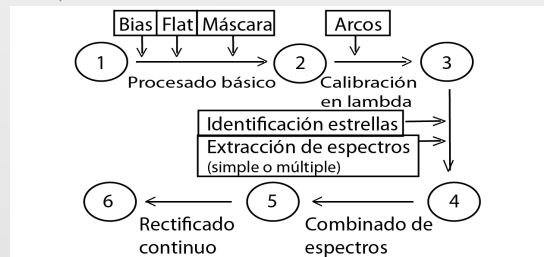 Bias Flat Máscara Arcos
1 2 3
Procesado básico Calibración
en lambda
Identificación estrellas
Extracción de espectros
(simple o múltiple)
6 5 4
Rectificado Combinado de
continuo espectros